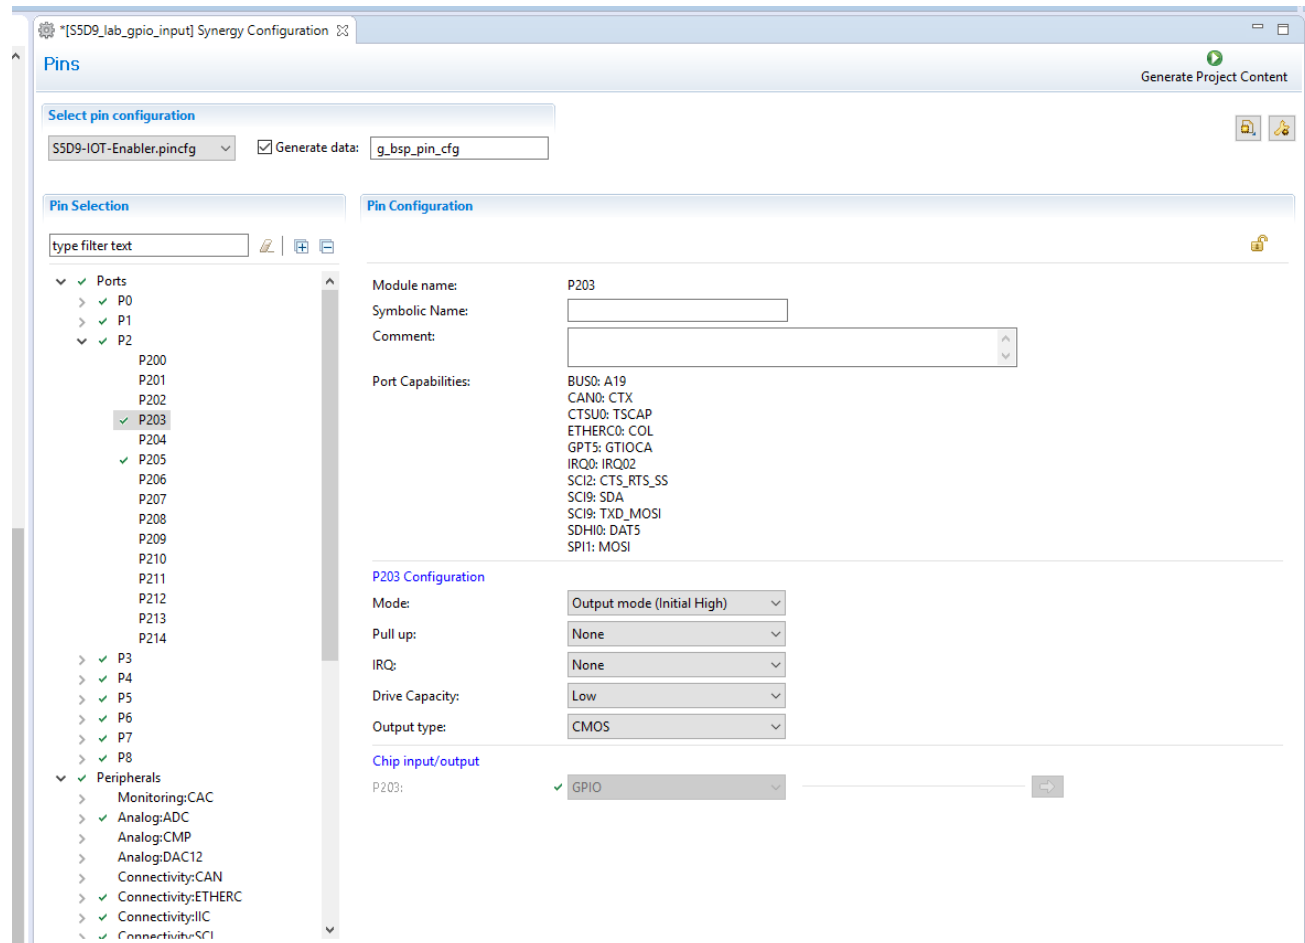 *[S5D9_lab_gpio_input] Synergy Configuration
Pins
Generate Project Content
Select pin configuration
S5D9-IOT-Enabler.pincfg
Generate data:
g_bsp_pin_cfg
Pin Selection
type filter text
Ports
P0
P1
P2
P200
P201
P202
P203
P204
P205
P206
P207
P208
P209
P210
P211
P212
P213
P214
P3
P4
P5
P6
P7
P8
Peripherals
Monitoring:CAC
Analog:ADC
Analog:CMP
Analog:DAC12
Connectivity:CAN
Connectivity:ETHERC
Connectivity:IIC
Connectivity:SCI
Pin Configuration
Module name: P203
Symbolic Name:
Comment:
Port Capabilities: BUS0: A19
CAN0: CTX
CTSU0: TSCAP
ETHERC0: COL
GPT5: GTIOCA
IRQ0: IRQ02
SCI2: CTS_RTS_SS
SCI9: SDA
SCI9: TXD_MOSI
SDHI0: DAT5
SPI1: MOSI
P203 Configuration
Mode: Output mode (Initial High)
Pull up: None
IRQ: None
Drive Capacity: Low
Output type: CMOS
Chip input/output
P203: GPIO